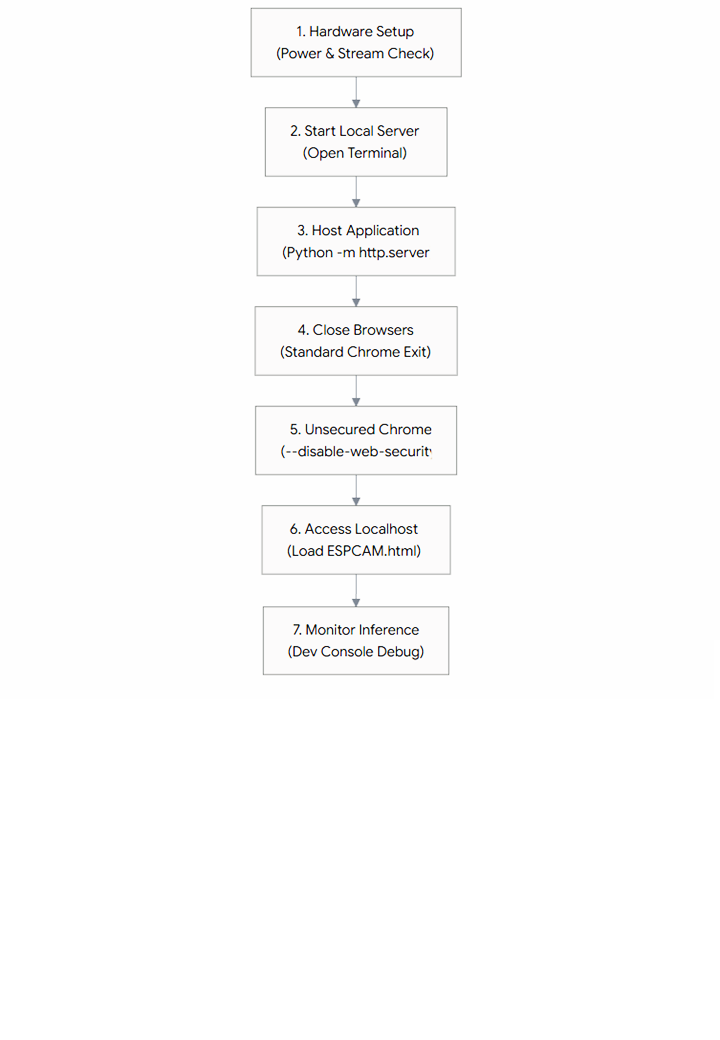 1. Hardware Setup
(Power & Stream Check)
2. Start Local Server
(Open Terminal)
3. Host Application
(Python -m http.server
4. Close Browsers
(Standard Chrome Exit)
5. Unsecured Chrome
(--disable-web-security
6. Access Localhost
(Load ESPCAM.html)
7. Monitor Inference
(Dev Console Debug)